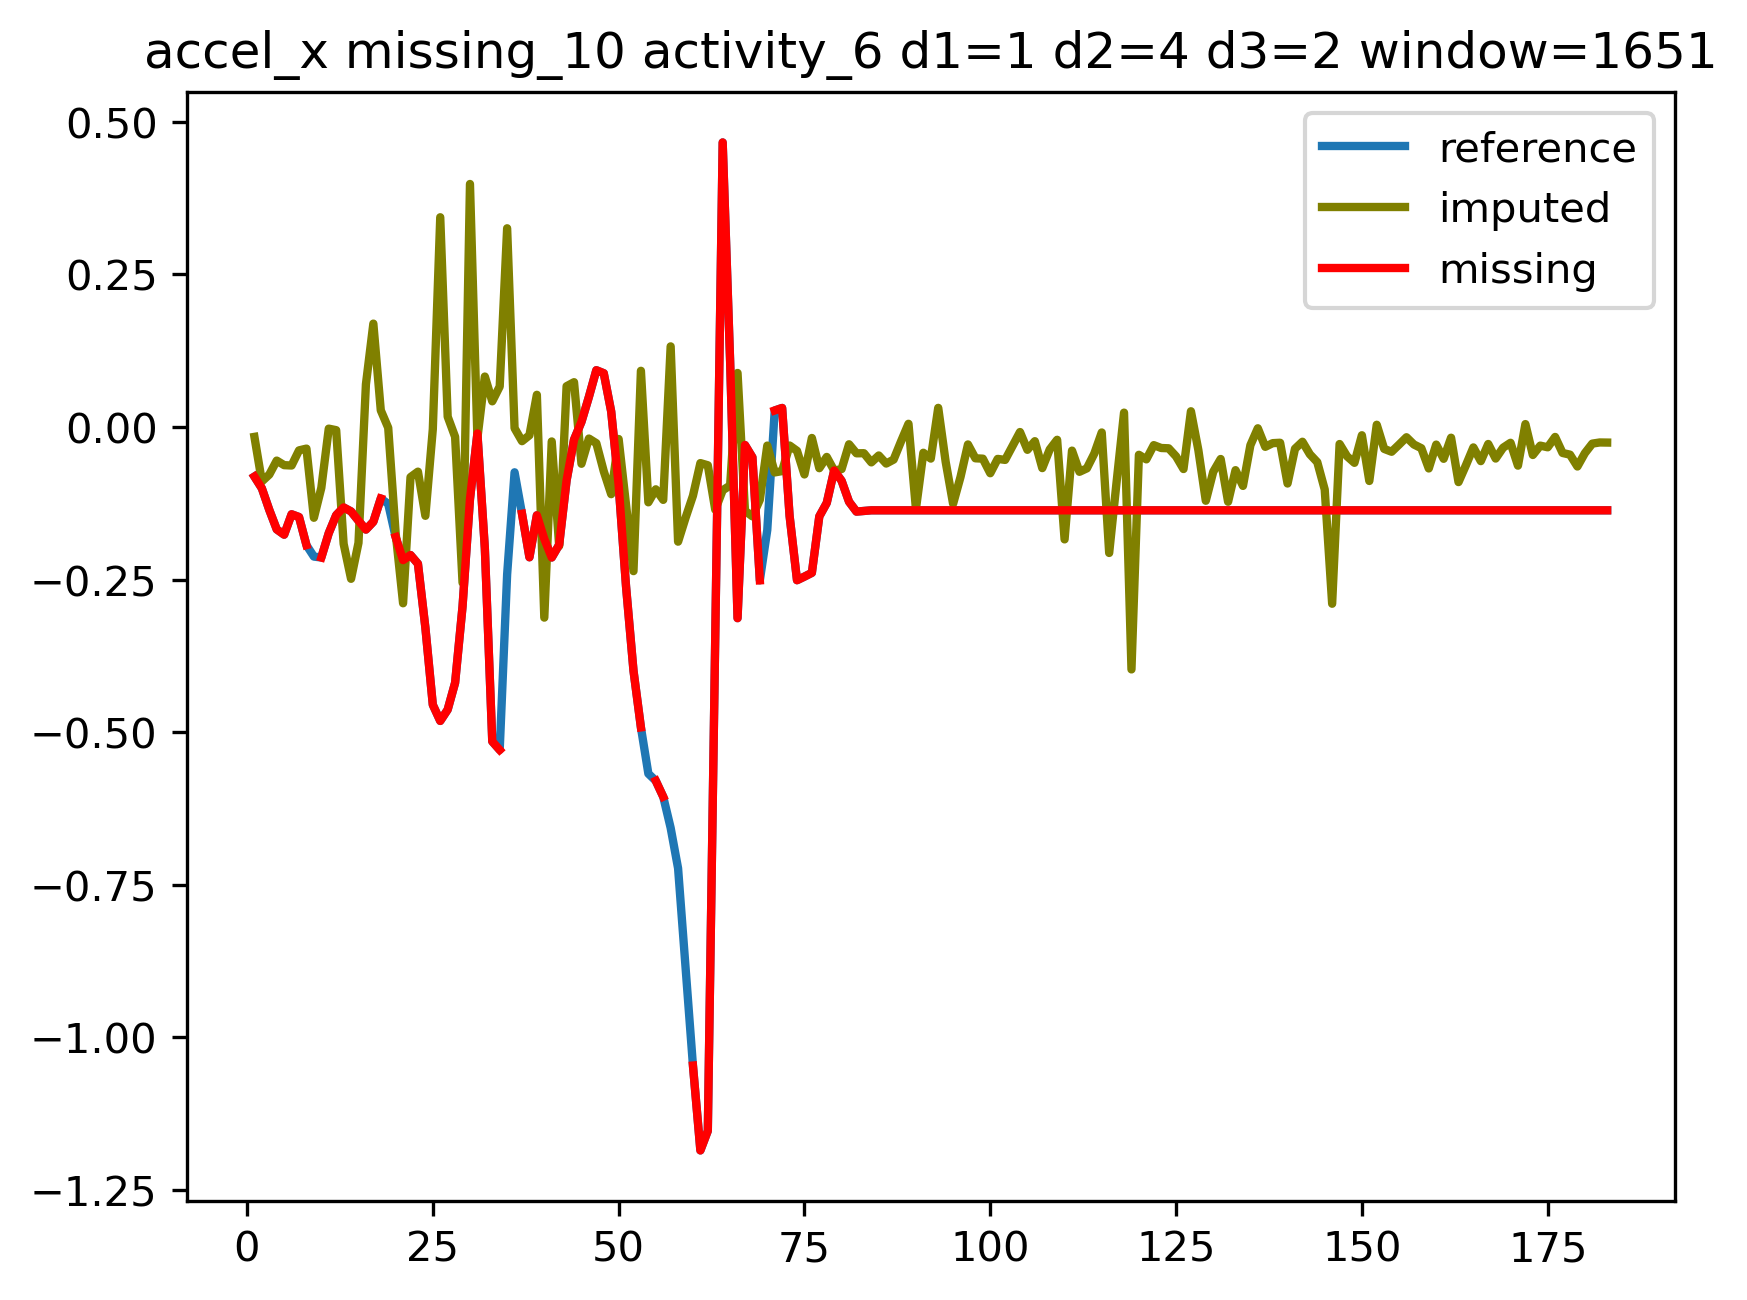 accel_x missing_10 activity_6 d1=1 d2=4 d3=2 window=1651
reference
imputed
missing
0.50
0.25
0.00
−0.25
−0.50
−0.75
−1.00
−1.25
0 25 50 75 100 125 150 175